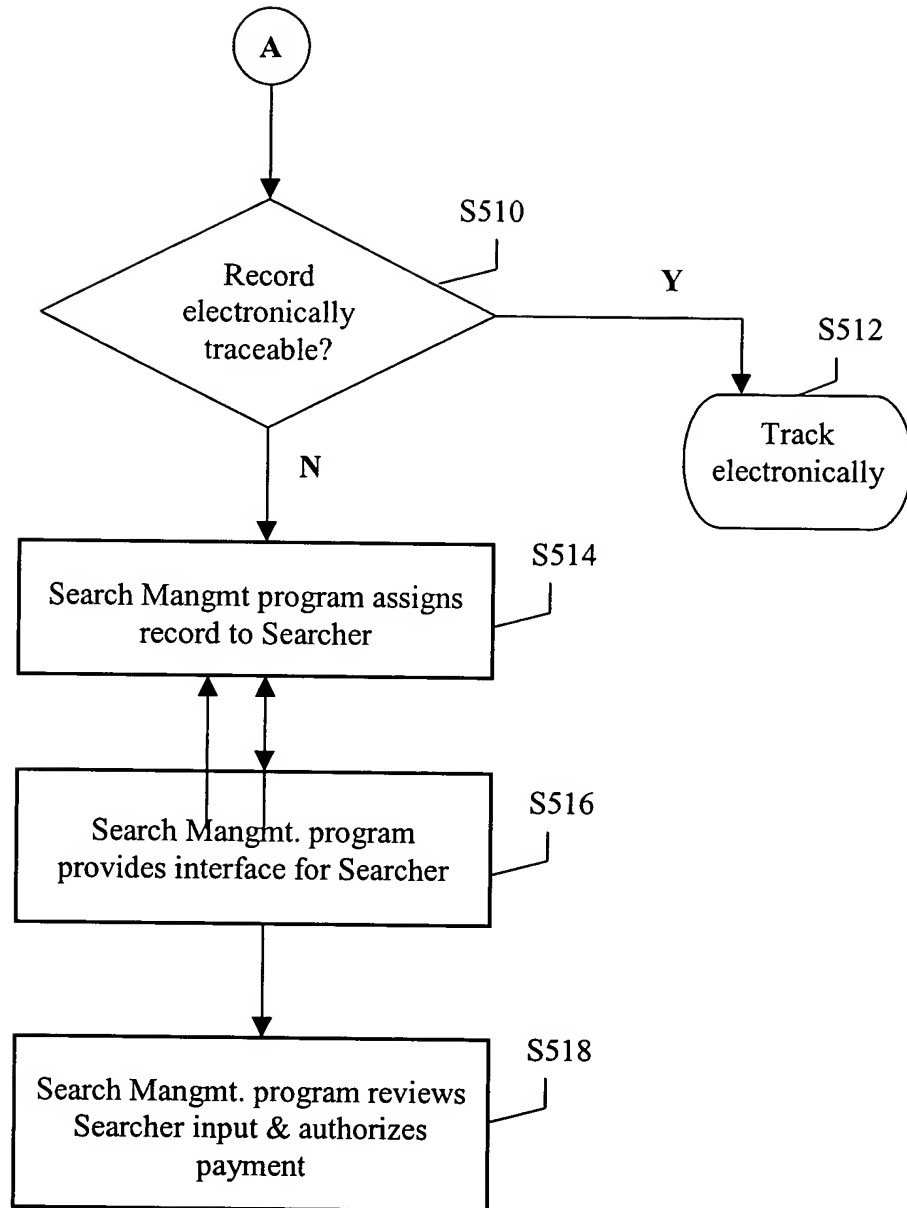 A
S510
Record
electronically
traceable?
Y
S512
Track
electronically
N
S514
Search Mangmt program assigns
record to Searcher
S516
Search Mangmt. program
provides interface for Searcher
S518
Search Mangmt. program reviews
Searcher input & authorizes
payment